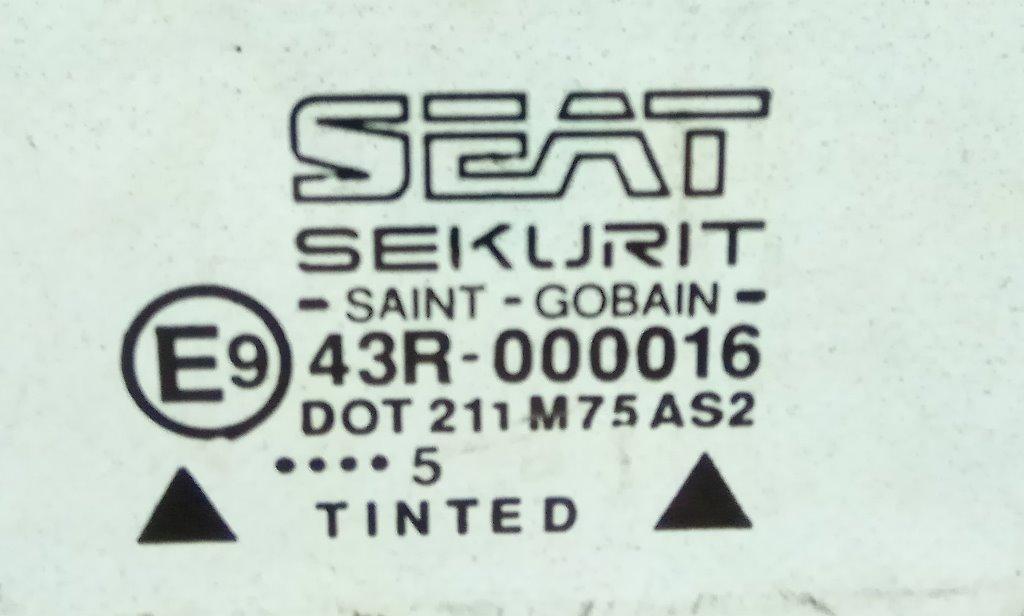 SEAT
SEKURIT
- SAINT - GOBAIN -
E9 43R-000016
DOT 211 M75 AS2
.... 5
TINTED